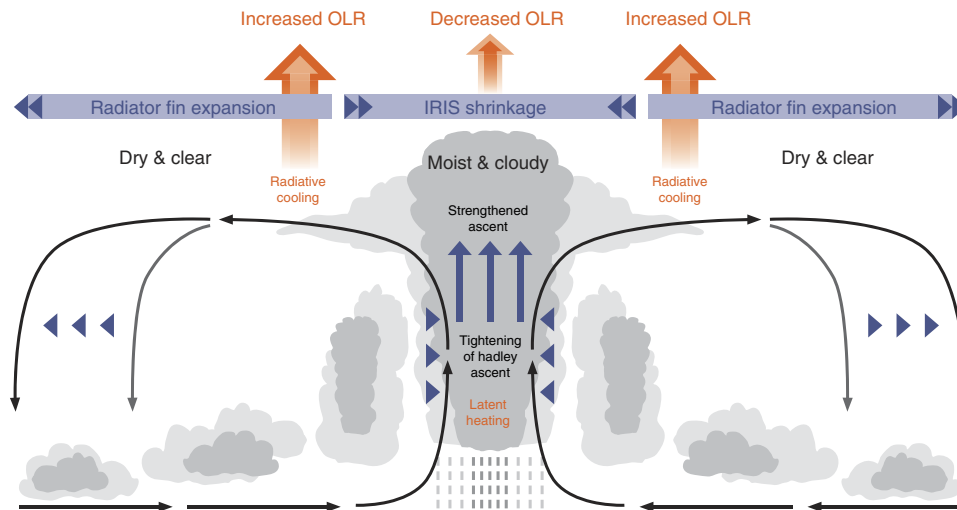 Increased OLR
Decreased OLR
Increased OLR
Radiator fin expansion
IRIS shrinkage
Radiator fin expansion
Dry & clear
Moist & cloudy
Dry & clear
Radiative
cooling
Radiative
cooling
Strengthened
ascent
Tightening
of hadley
ascent
Latent
heating